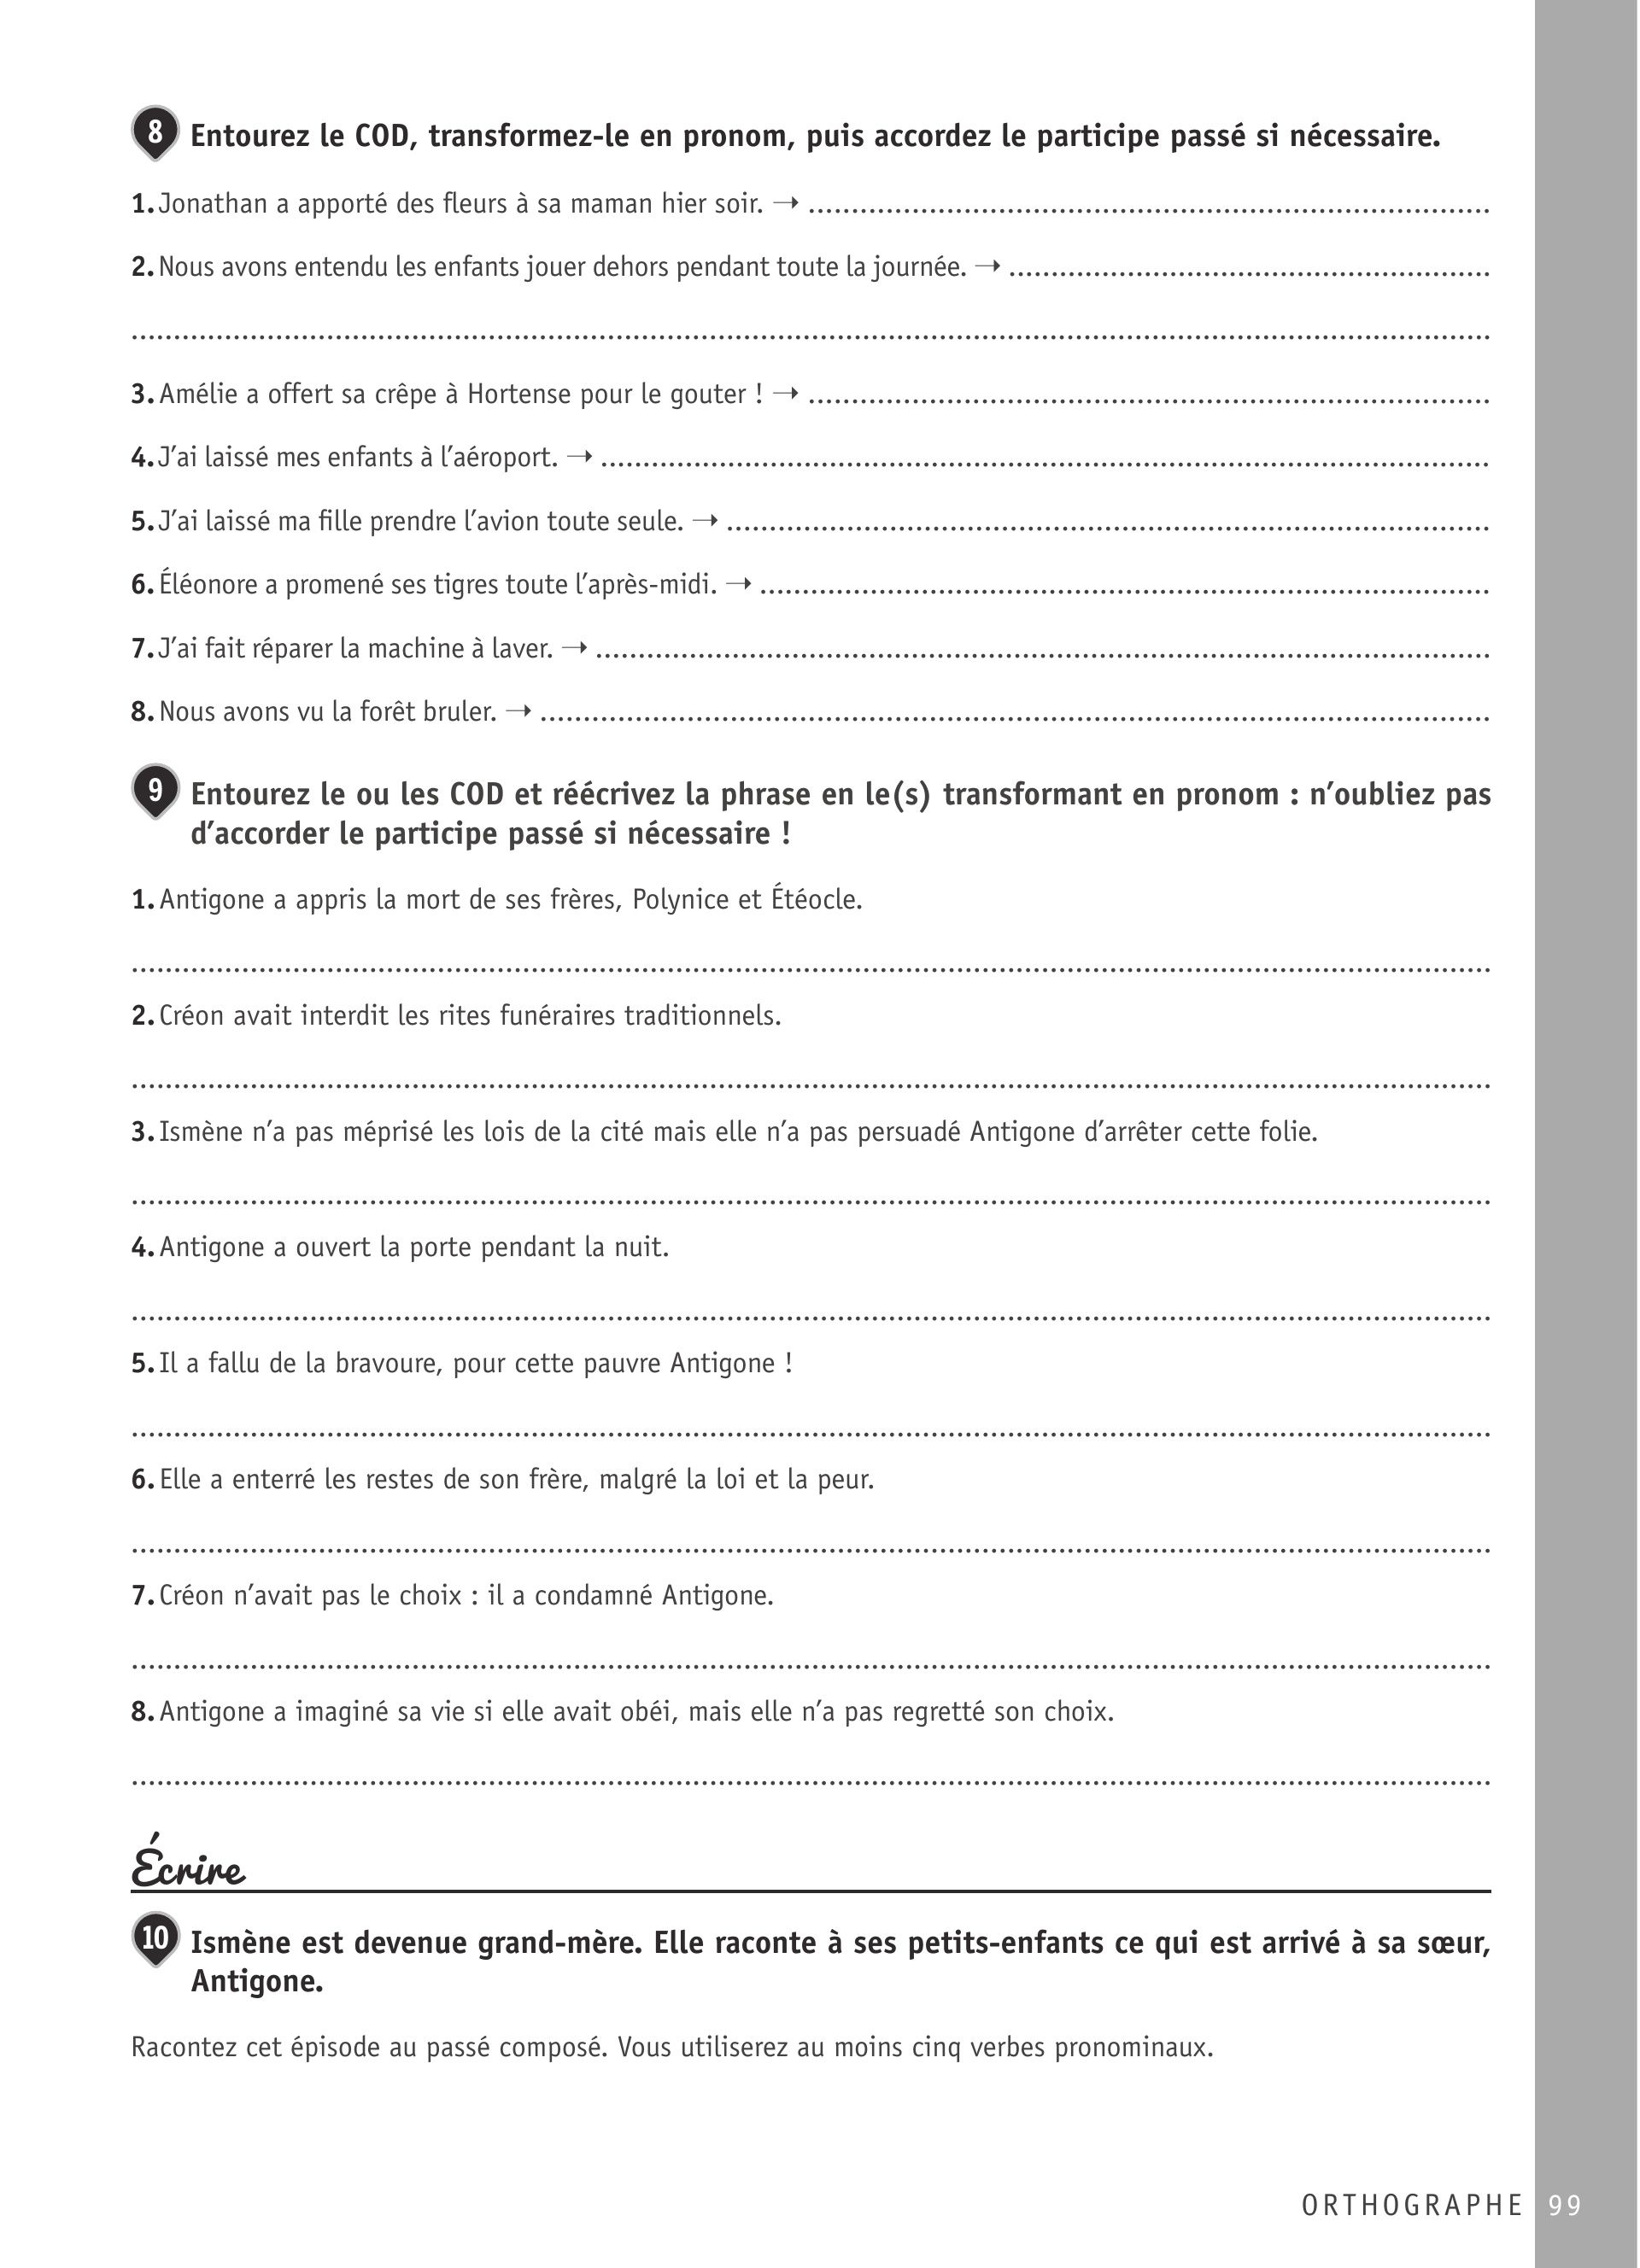 8 Entourez le COD, transformez-le en pronom, puis accordez le participe passé si nécessaire.
1. Jonathan a apporté des fleurs à sa maman hier soir. → ........................................
2. Nous avons entendu les enfants jouer dehors pendant toute la journée. → ........................................
........................................
3. Amélie a offert sa crêpe à Hortense pour le gouter ! → ........................................
4. J’ai laissé mes enfants à l’aéroport. → ........................................
5. J’ai laissé ma fille prendre l’avion toute seule. → ........................................
6. Éléonore a promené ses tigres toute l’après-midi. → ........................................
7. J’ai fait réparer la machine à laver. → ........................................
8. Nous avons vu la forêt bruler. → ........................................
9 Entourez le ou les COD et réécrivez la phrase en le(s) transformant en pronom : n’oubliez pas
d’accorder le participe passé si nécessaire !
1. Antigone a appris la mort de ses frères, Polynice et Étéocle.
........................................
2. Créon avait interdit les rites funéraires traditionnels.
........................................
3. Ismène n’a pas méprisé les lois de la cité mais elle n’a pas persuadé Antigone d’arrêter cette folie.
........................................
4. Antigone a ouvert la porte pendant la nuit.
........................................
5. Il a fallu de la bravoure, pour cette pauvre Antigone !
........................................
6. Elle a enterré les restes de son frère, malgré la loi et la peur.
........................................
7. Créon n’avait pas le choix : il a condamné Antigone.
........................................
8. Antigone a imaginé sa vie si elle avait obéi, mais elle n’a pas regretté son choix.
........................................
Écrire
10 Ismène est devenue grand-mère. Elle raconte à ses petits-enfants ce qui est arrivé à sa sœur,
Antigone.
Racontez cet épisode au passé composé. Vous utiliserez au moins cinq verbes pronominaux.
ORTHOGRAPHE 99